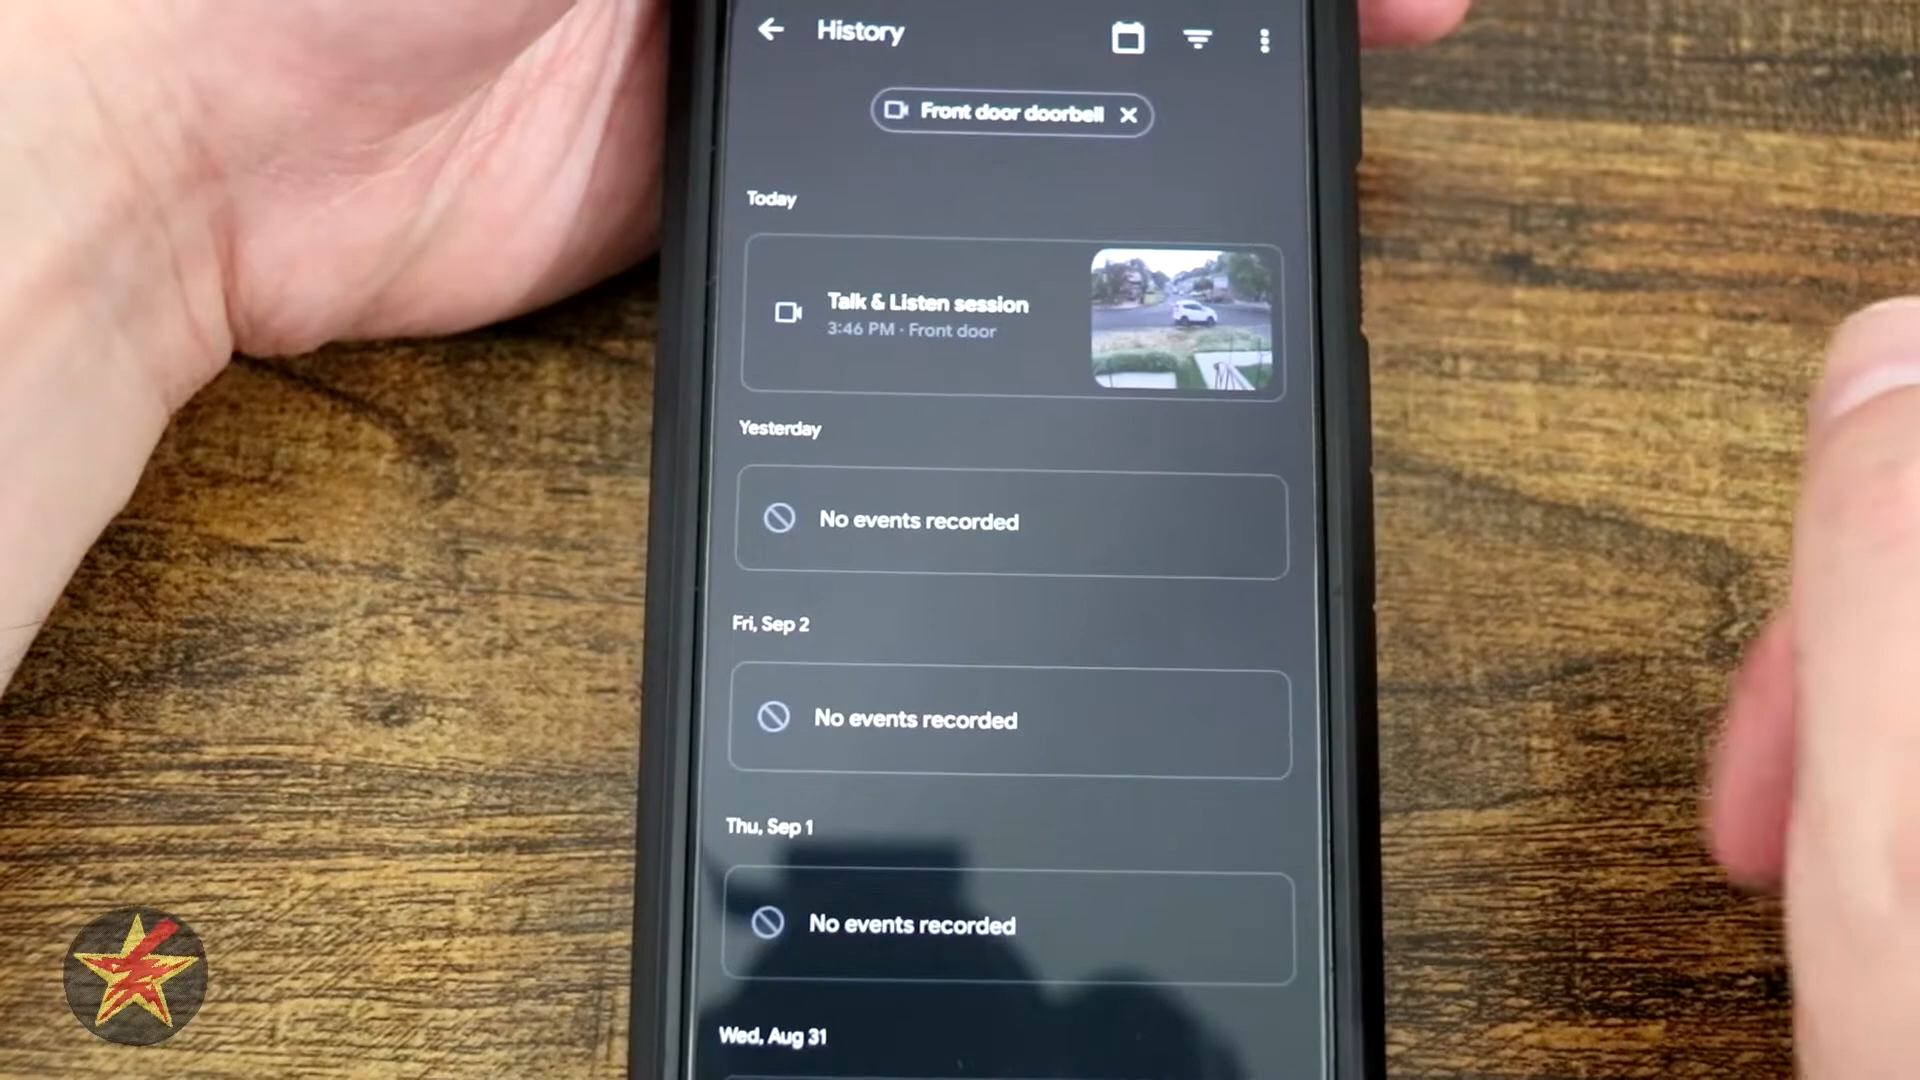 History
Front door doorbell
Today
Talk & Listen session
3:46 PM · Front door
Yesterday
No events recorded
Fri, Sep 2
No events recorded
Thu, Sep 1
No events recorded
Wed, Aug 31